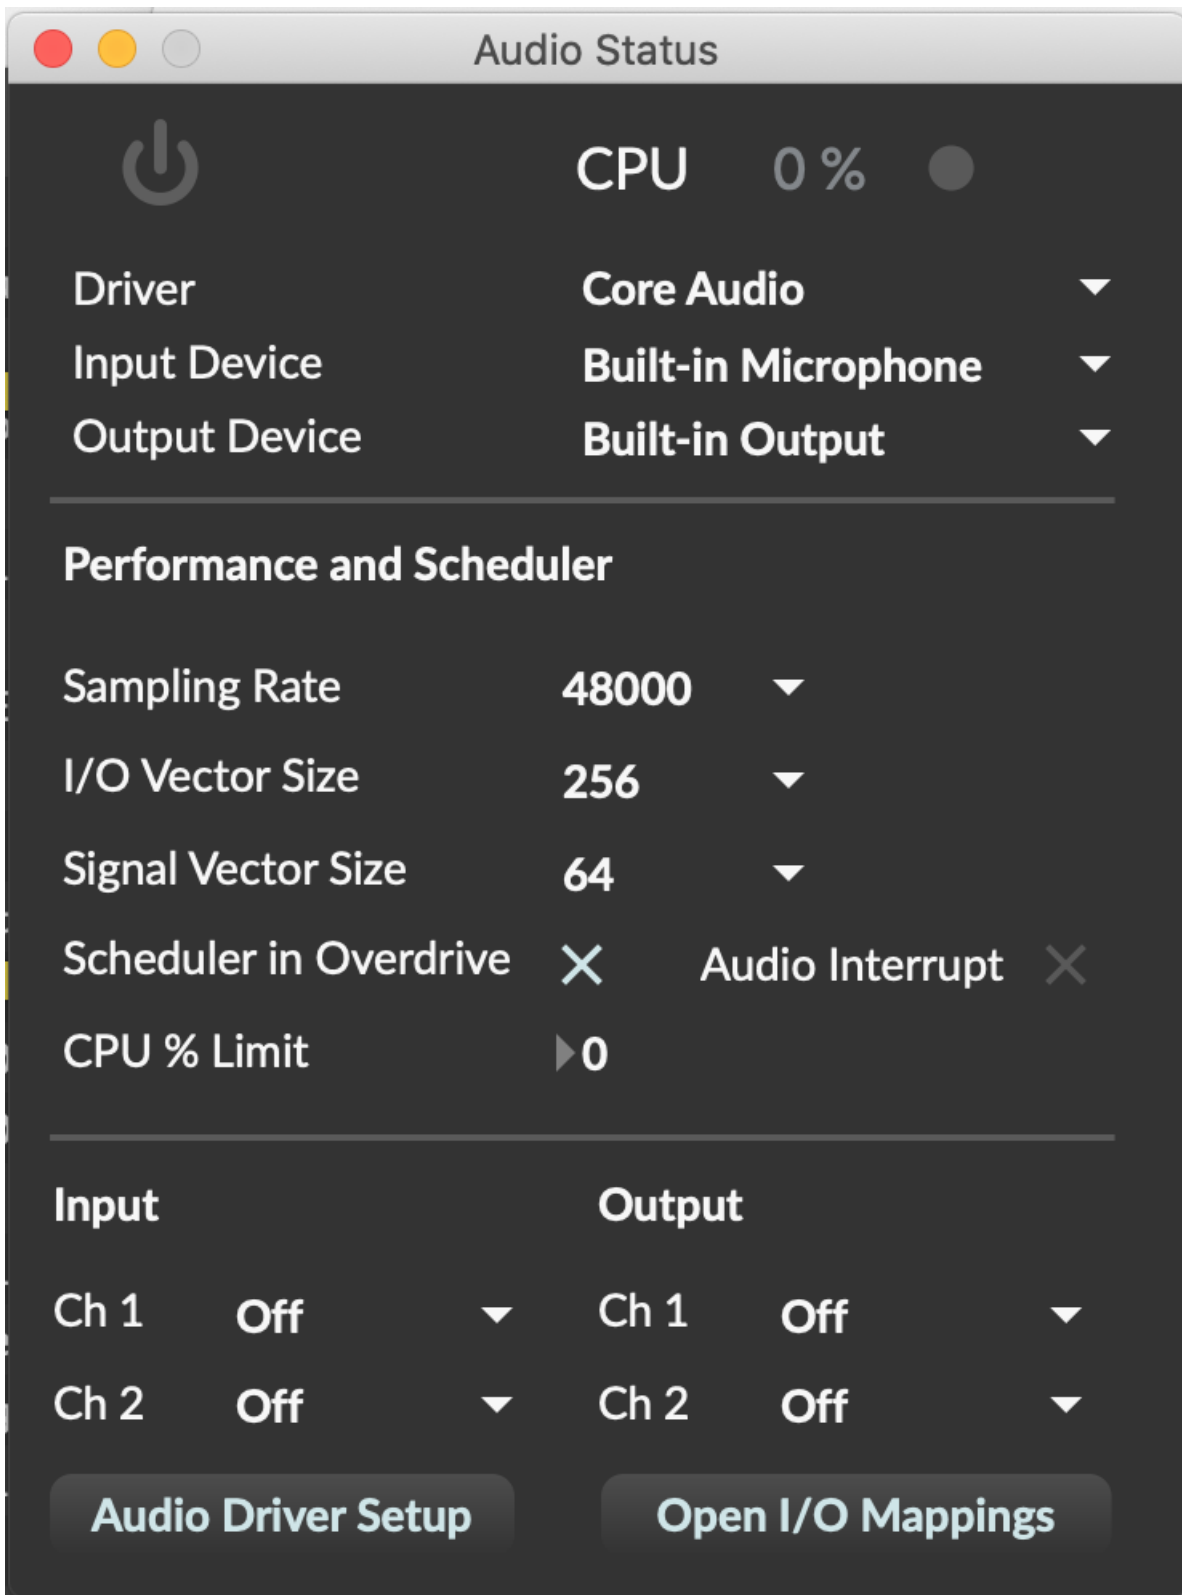 Audio Status
CPU 0 %
Driver Core Audio
Input Device Built-in Microphone
Output Device Built-in Output
Performance and Scheduler
Sampling Rate 48000
I/O Vector Size 256
Signal Vector Size 64
Scheduler in Overdrive Audio Interrupt
CPU % Limit 0
Input Output
Ch 1 Off Ch 1 Off
Ch 2 Off Ch 2 Off
Audio Driver Setup Open I/O Mappings